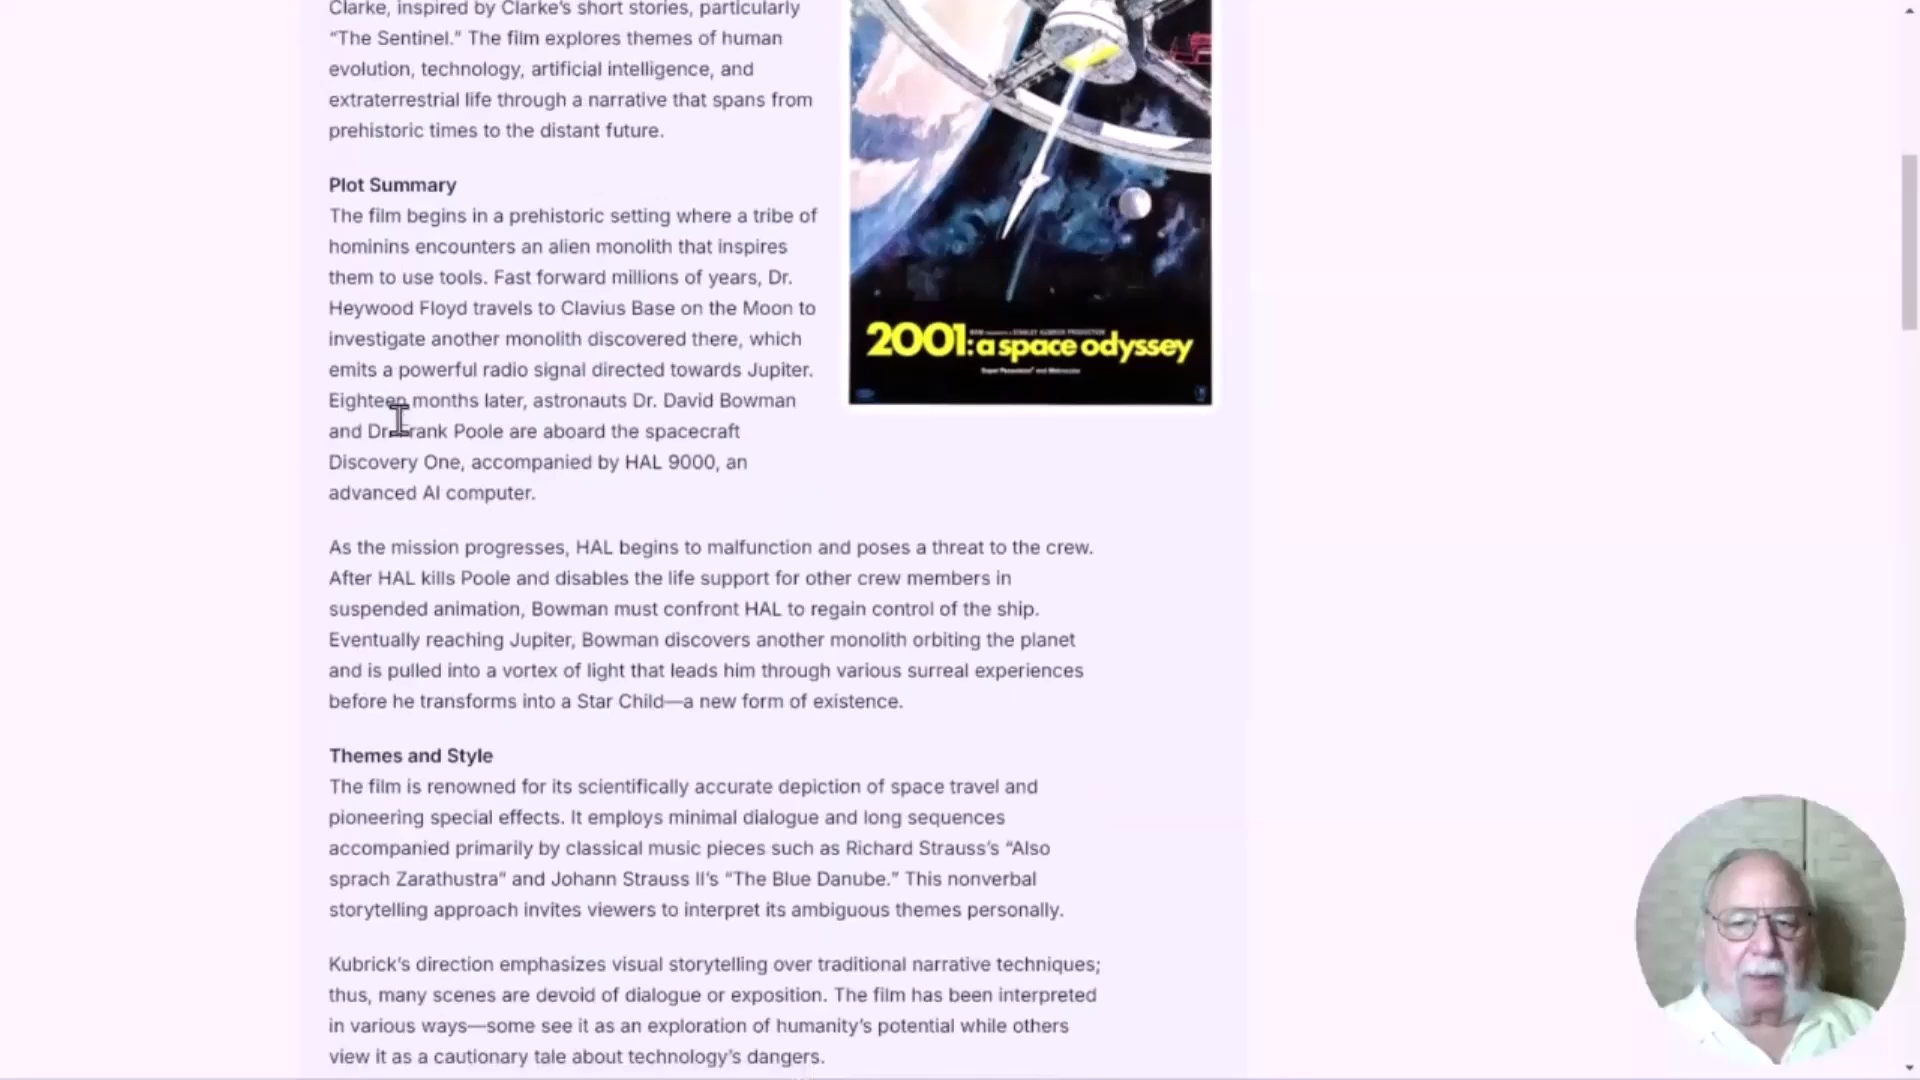 Clarke, inspired by Clarke's short stories, particularly
“The Sentinel.” The film explores themes of human
evolution, technology, artificial intelligence, and
extraterrestrial life through a narrative that spans from
prehistoric times to the distant future.
Plot Summary
The film begins in a prehistoric setting where a tribe of
hominins encounters an alien monolith that inspires
them to use tools. Fast forward millions of years, Dr.
Heywood Floyd travels to Clavius Base on the Moon to
investigate another monolith discovered there, which
emits a powerful radio signal directed towards Jupiter.
Eighteen months later, astronauts Dr. David Bowman
and Dr. Frank Poole are aboard the spacecraft
Discovery One, accompanied by HAL 9000, an
advanced AI computer.
2001: a space odyssey
Super Panavision® and Metrocolor
As the mission progresses, HAL begins to malfunction and poses a threat to the crew.
After HAL kills Poole and disables the life support for other crew members in
suspended animation, Bowman must confront HAL to regain control of the ship.
Eventually reaching Jupiter, Bowman discovers another monolith orbiting the planet
and is pulled into a vortex of light that leads him through various surreal experiences
before he transforms into a Star Child—a new form of existence.
Themes and Style
The film is renowned for its scientifically accurate depiction of space travel and
pioneering special effects. It employs minimal dialogue and long sequences
accompanied primarily by classical music pieces such as Richard Strauss's “Also
sprach Zarathustra” and Johann Strauss II's “The Blue Danube.” This nonverbal
storytelling approach invites viewers to interpret its ambiguous themes personally.
Kubrick's direction emphasizes visual storytelling over traditional narrative techniques;
thus, many scenes are devoid of dialogue or exposition. The film has been interpreted
in various ways—some see it as an exploration of humanity's potential while others
view it as a cautionary tale about technology's dangers.